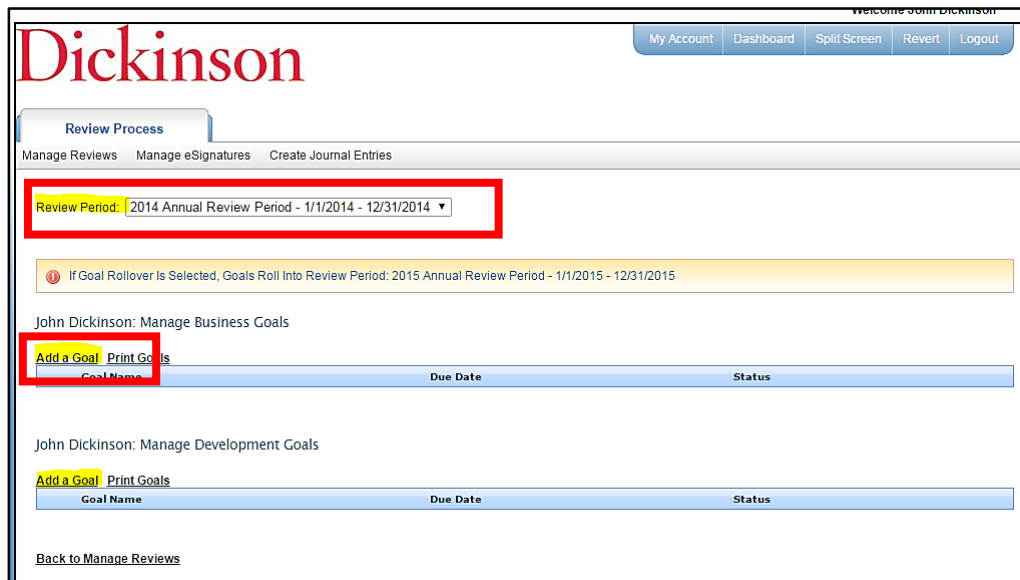 Welcome John Dickinson
Dickinson
My Account Dashboard Split Screen Revert Logout
Review Process
Manage Reviews Manage eSignatures Create Journal Entries
Review Period: 2014 Annual Review Period - 1/1/2014 - 12/31/2014
If Goal Rollover Is Selected, Goals Roll Into Review Period: 2015 Annual Review Period - 1/1/2015 - 12/31/2015
John Dickinson: Manage Business Goals
Add a Goal Print Goals
Goal Name Due Date Status
John Dickinson: Manage Development Goals
Add a Goal Print Goals
Goal Name Due Date Status
Back to Manage Reviews